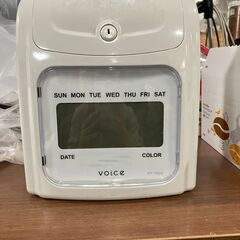 SUN MON TUE WED THU FRI SAT
DATE COLOR
VOICE